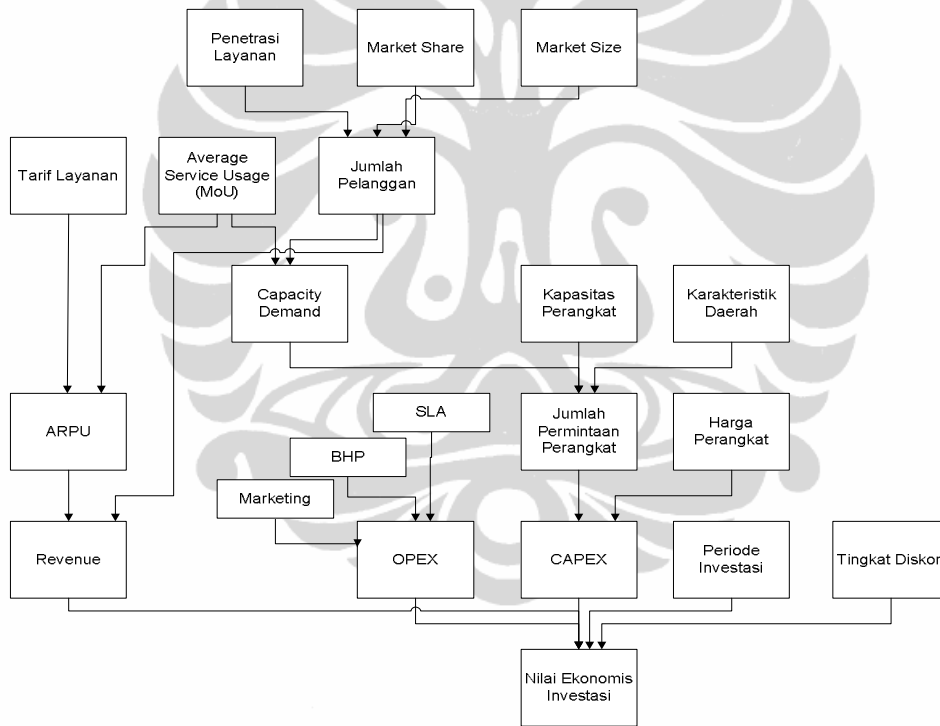 Penetrasi
Layanan
Market Share
Market Size
Tarif Layanan
Average
Service Usage
(MoU)
Jumlah
Pelanggan
Capacity
Demand
Kapasitas
Perangkat
Karakteristik
Daerah
ARPU
SLA
Jumlah
Permintaan
Perangkat
Harga
Perangkat
BHP
Marketing
Revenue
OPEX
CAPEX
Periode
Investasi
Tingkat Diskon
Nilai Ekonomis
Investasi